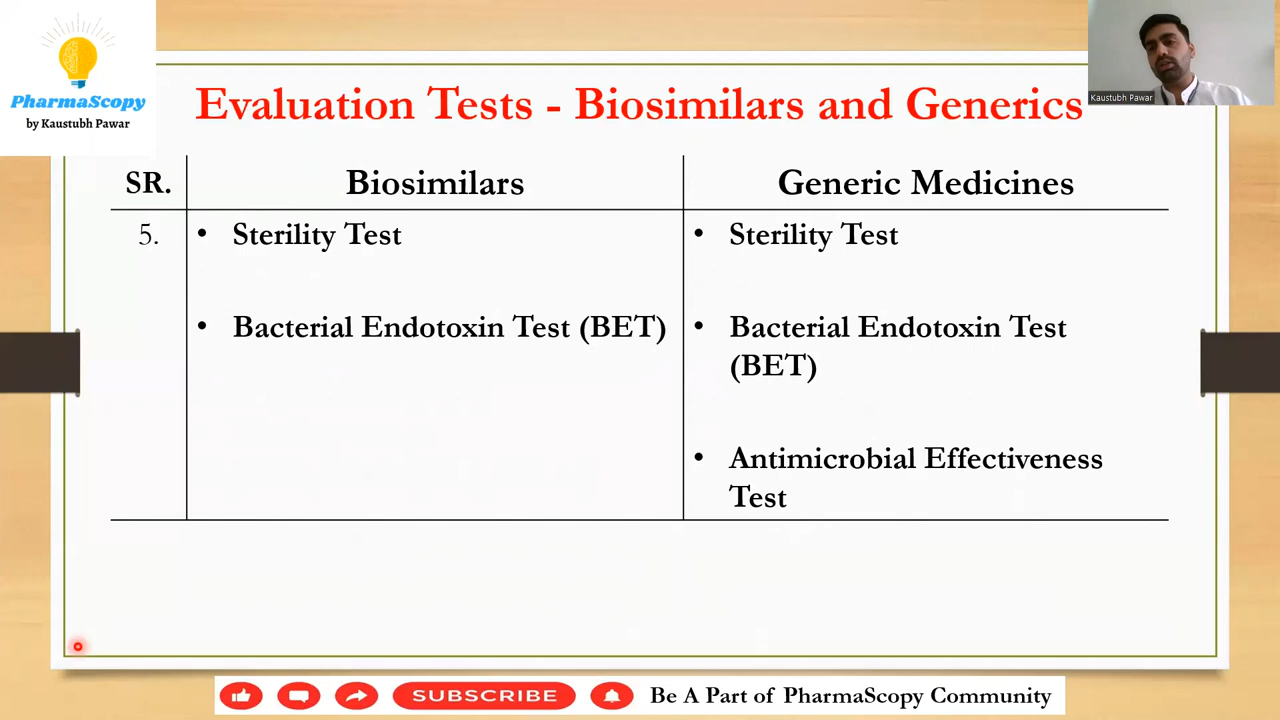 PharmaScopy
by Kaustubh Pawar
Kaustubh Pawar
Evaluation Tests - Biosimilars and Generics
SR.
Biosimilars
Generic Medicines
5.
• Sterility Test
• Bacterial Endotoxin Test (BET)
• Sterility Test
• Bacterial Endotoxin Test
(BET)
• Antimicrobial Effectiveness
Test
SUBSCRIBE
Be A Part of PharmaScopy Community